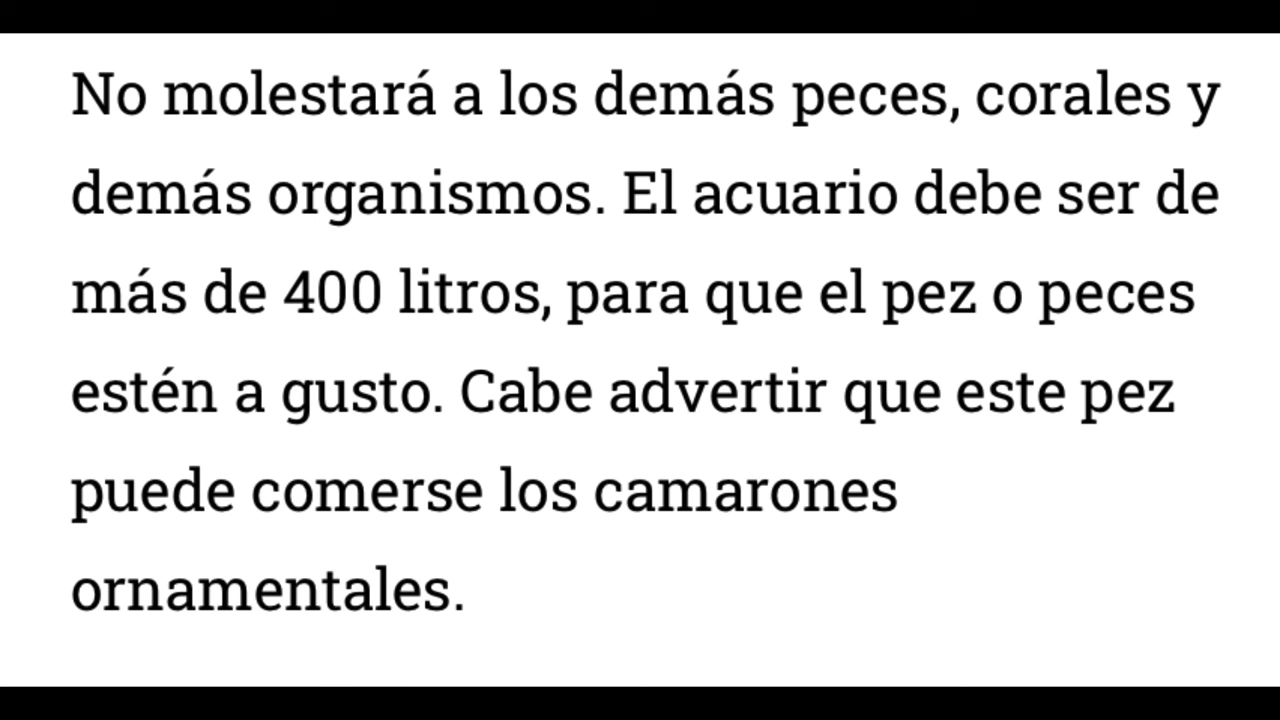 No molestará a los demás peces, corales y
demás organismos. El acuario debe ser de
más de 400 litros, para que el pez o peces
estén a gusto. Cabe advertir que este pez
puede comerse los camarones
ornamentales.